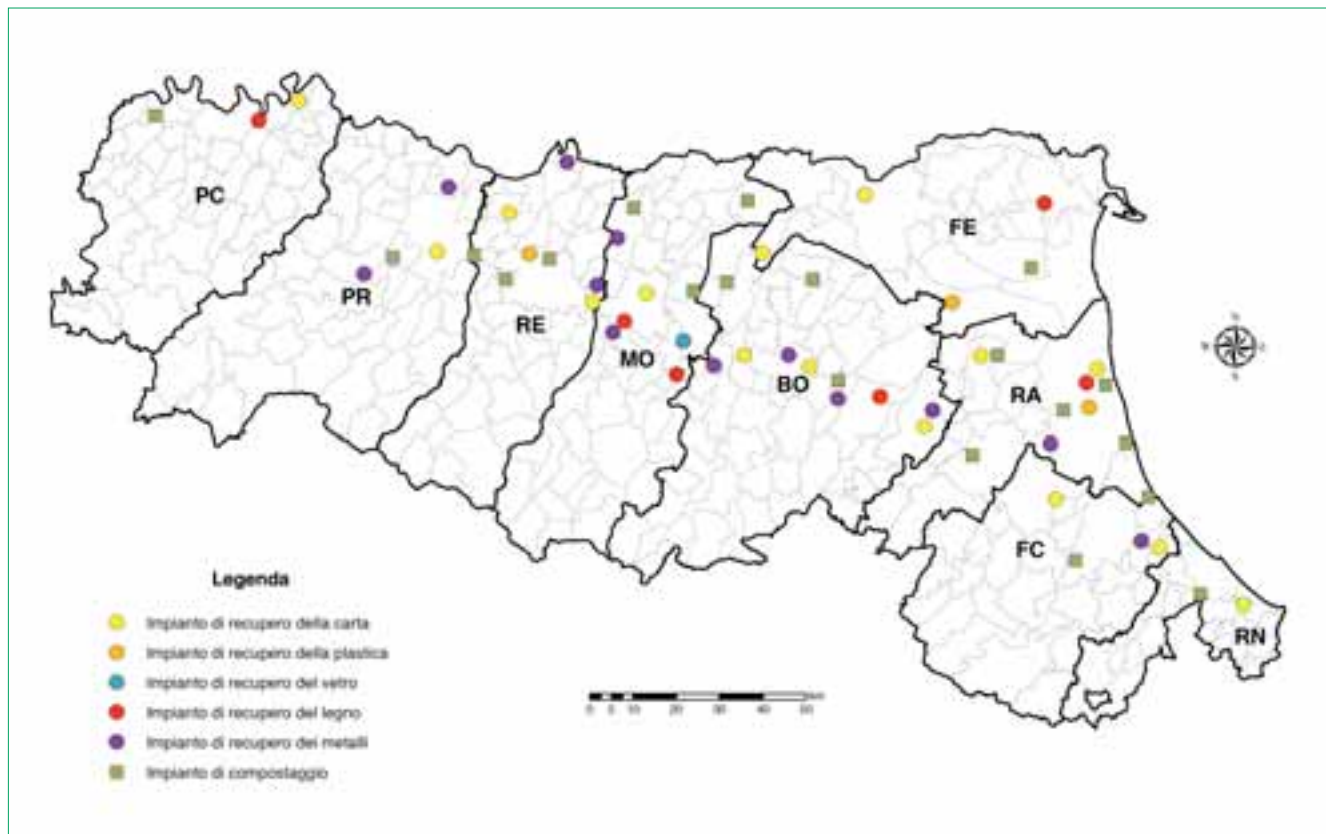 PC
PR
RE
MO
BO
FE
RA
FC
RN
Legenda
Impianto di recupero della carta
Impianto di recupero della plastica
Impianto di recupero del vetro
Impianto di recupero del legno
Impianto di recupero dei metalli
Impianto di compostaggio
0 5 10 20 30 40 50